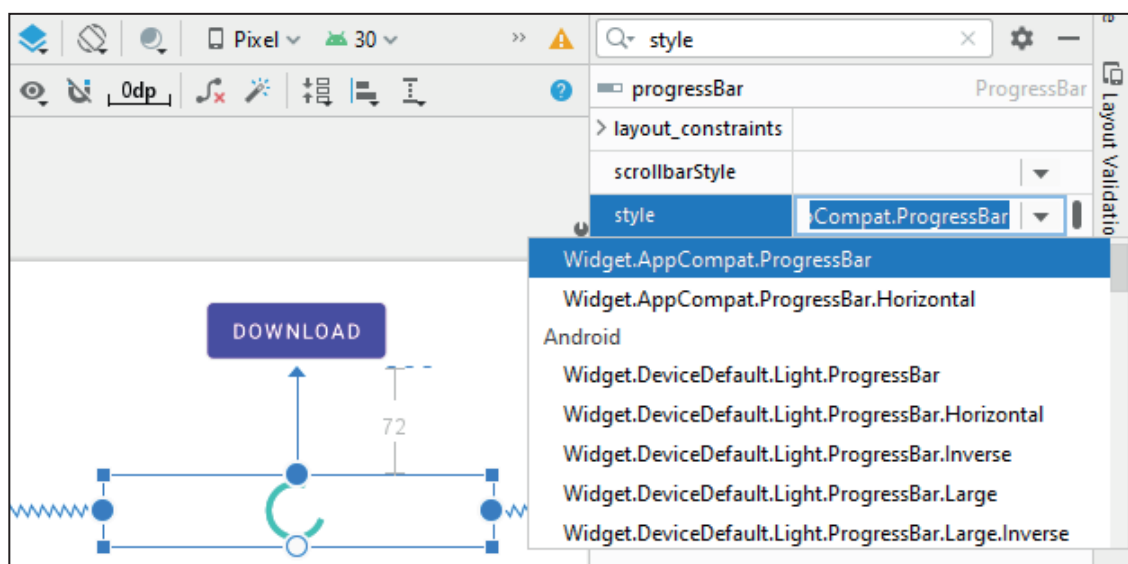 Pixel
30
»
style
0dp
?
progressBar ProgressBar
layout_constraints
scrollbarStyle
style Compat.ProgressBar
Layout Validatio
Widget.AppCompat.ProgressBar
Widget.AppCompat.ProgressBar.Horizontal
Android
Widget.DeviceDefault.Light.ProgressBar
Widget.DeviceDefault.Light.ProgressBar.Horizontal
Widget.DeviceDefault.Light.ProgressBar.Inverse
Widget.DeviceDefault.Light.ProgressBar.Large
Widget.DeviceDefault.Light.ProgressBar.Large.Inverse
DOWNLOAD
72